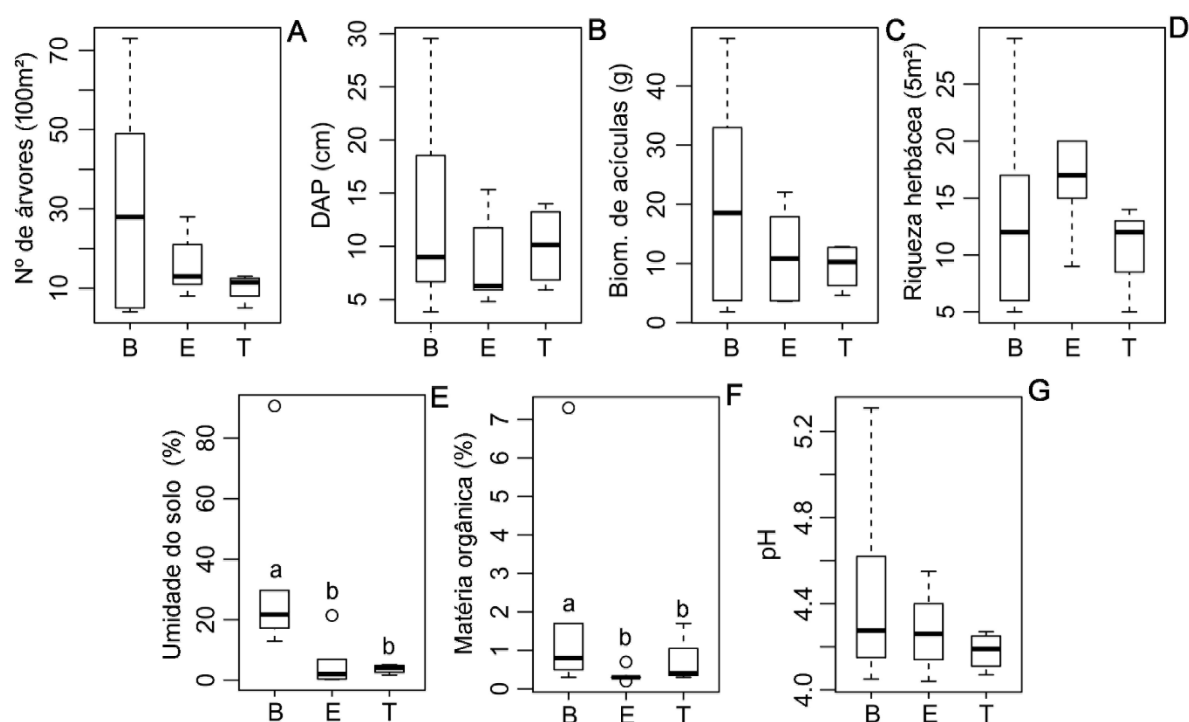 A
Nº de árvores (100m²)
70
50
30
10
B E T
B
DAP (cm)
30
25
20
15
10
5
B E T
C
Biom. de acículas (g)
40
30
20
10
0
B E T
D
Riqueza herbácea (5m²)
25
20
15
10
5
B E T
E
Umidade do solo (%)
80
60
40
20
0
a
b
b
B E T
F
Matéria orgânica (%)
7
6
5
4
3
2
1
0
a
b
b
B E T
G
pH
5.2
4.8
4.4
4.0
B E T